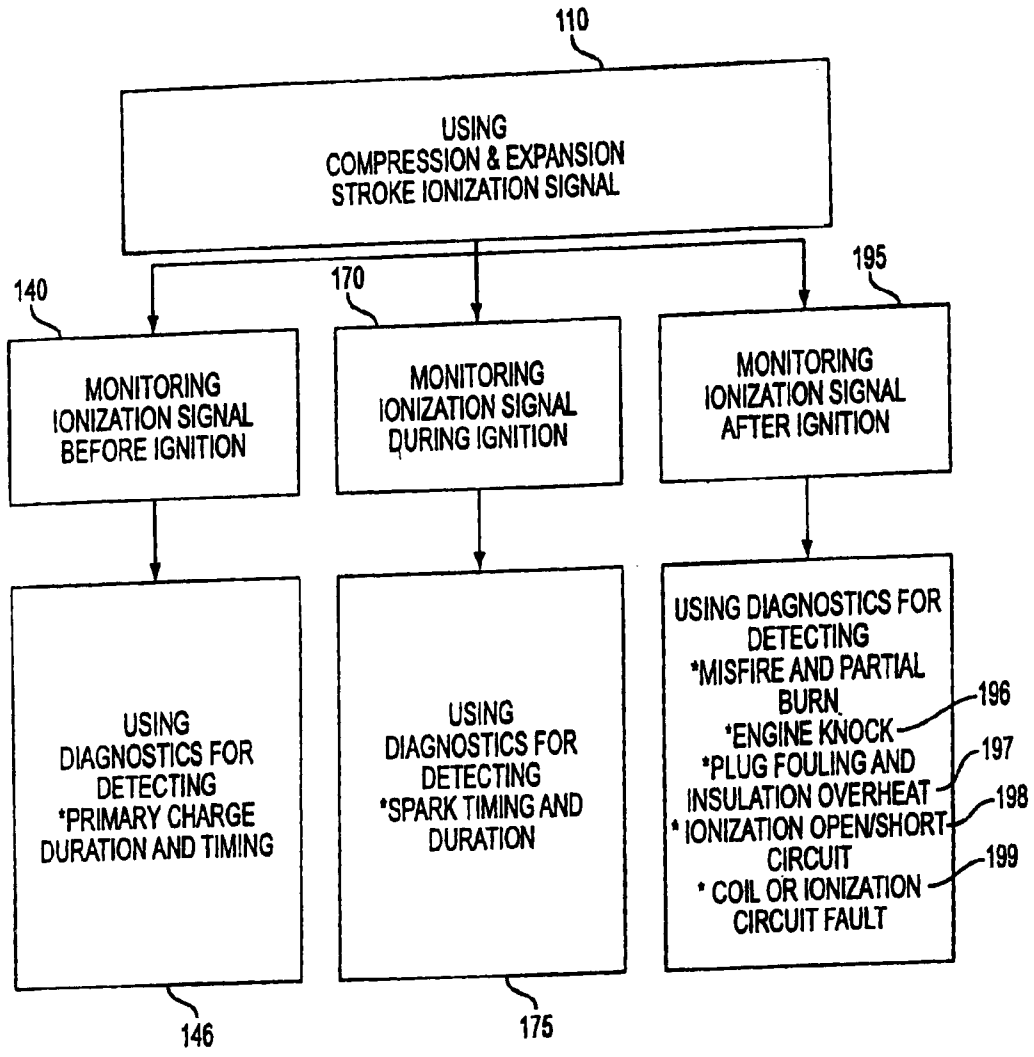 110
USING
COMPRESSION & EXPANSION
STROKE IONIZATION SIGNAL
140
MONITORING
IONIZATION SIGNAL
BEFORE IGNITION
170
MONITORING
IONIZATION SIGNAL
DURING IGNITION
195
MONITORING
IONIZATION SIGNAL
AFTER IGNITION
USING
DIAGNOSTICS FOR
DETECTING
*PRIMARY CHARGE
DURATION AND TIMING
146
USING
DIAGNOSTICS FOR
DETECTING
*SPARK TIMING AND
DURATION
175
USING DIAGNOSTICS FOR
DETECTING
*MISFIRE AND PARTIAL
BURN
*ENGINE KNOCK
196
*PLUG FOULING AND
INSULATION OVERHEAT
197
* IONIZATION OPEN/SHORT
CIRCUIT
198
* COIL OR IONIZATION
CIRCUIT FAULT
199